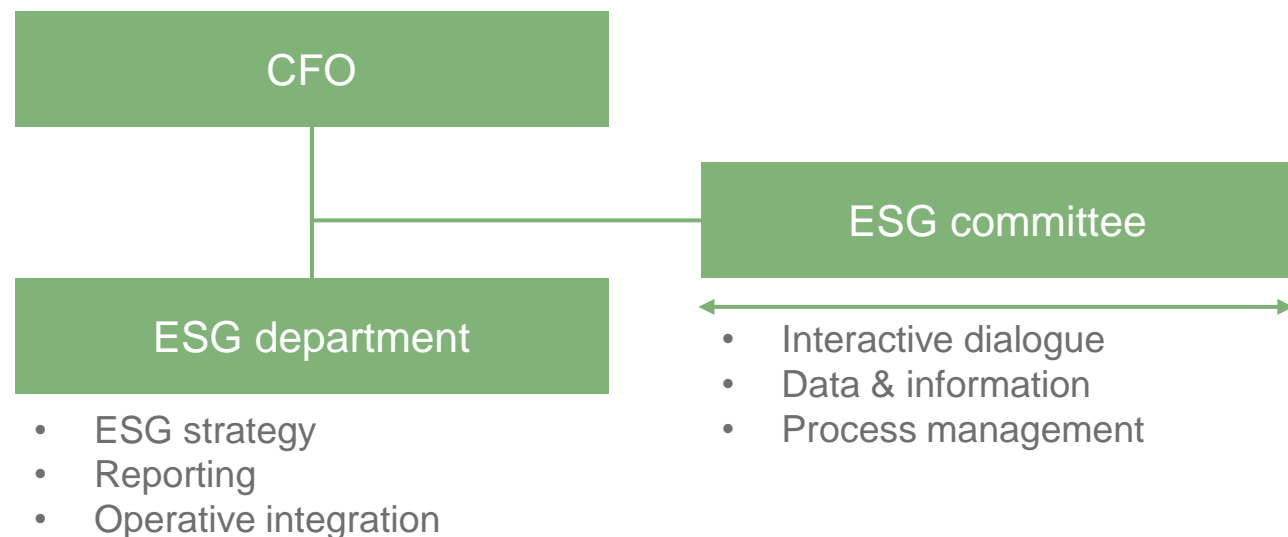 CFO
ESG committee
ESG department
• Interactive dialogue
• Data & information
• Process management
• ESG strategy
• Reporting
• Operative integration